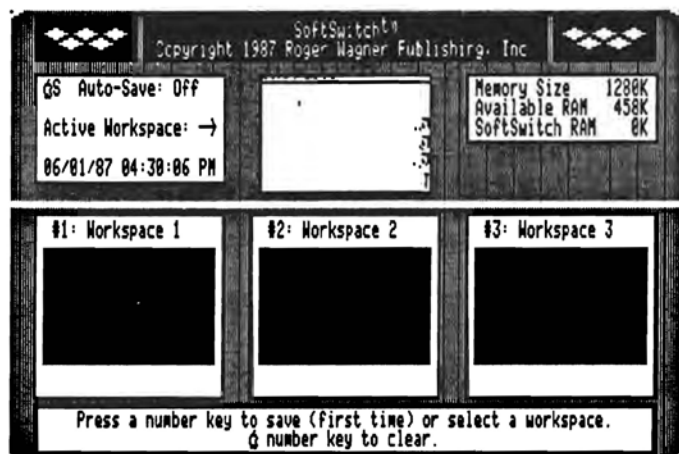 SoftSwitch™
Copyright 1987 Roger Wagner Publishing, Inc
S Auto-Save: Off
Active Workspace: →
06/01/87 04:30:06 PM
Memory Size 1280K
Available RAM 458K
SoftSwitch RAM 0K
#1: Workspace 1
#2: Workspace 2
#3: Workspace 3
Press a number key to save (first time) or select a workspace.
number key to clear.